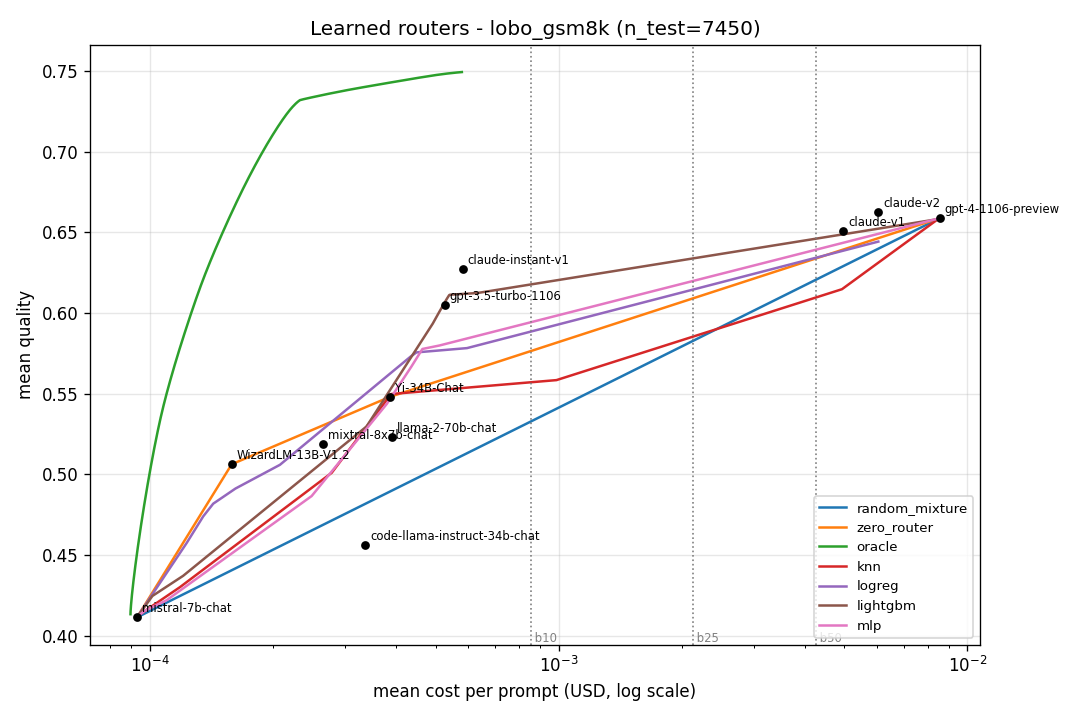 Learned routers - lobo_gsm8k (n_test=7450)
mean quality
0.75
0.70
0.65
0.60
0.55
0.50
0.45
0.40
claude-v2
gpt-4-1106-preview
claude-v1
claude-instant-v1
gpt-3.5-turbo-1106
Yi-34B-Chat
llama-2-70b-chat
mixtral-8x7b-chat
WizardLM-13B-V1.2
code-llama-instruct-34b-chat
mistral-7b-chat
random_mixture
zero_router
oracle
knn
logreg
lightgbm
mlp
b10
b25
b50
10⁻⁴
10⁻³
10⁻²
mean cost per prompt (USD, log scale)